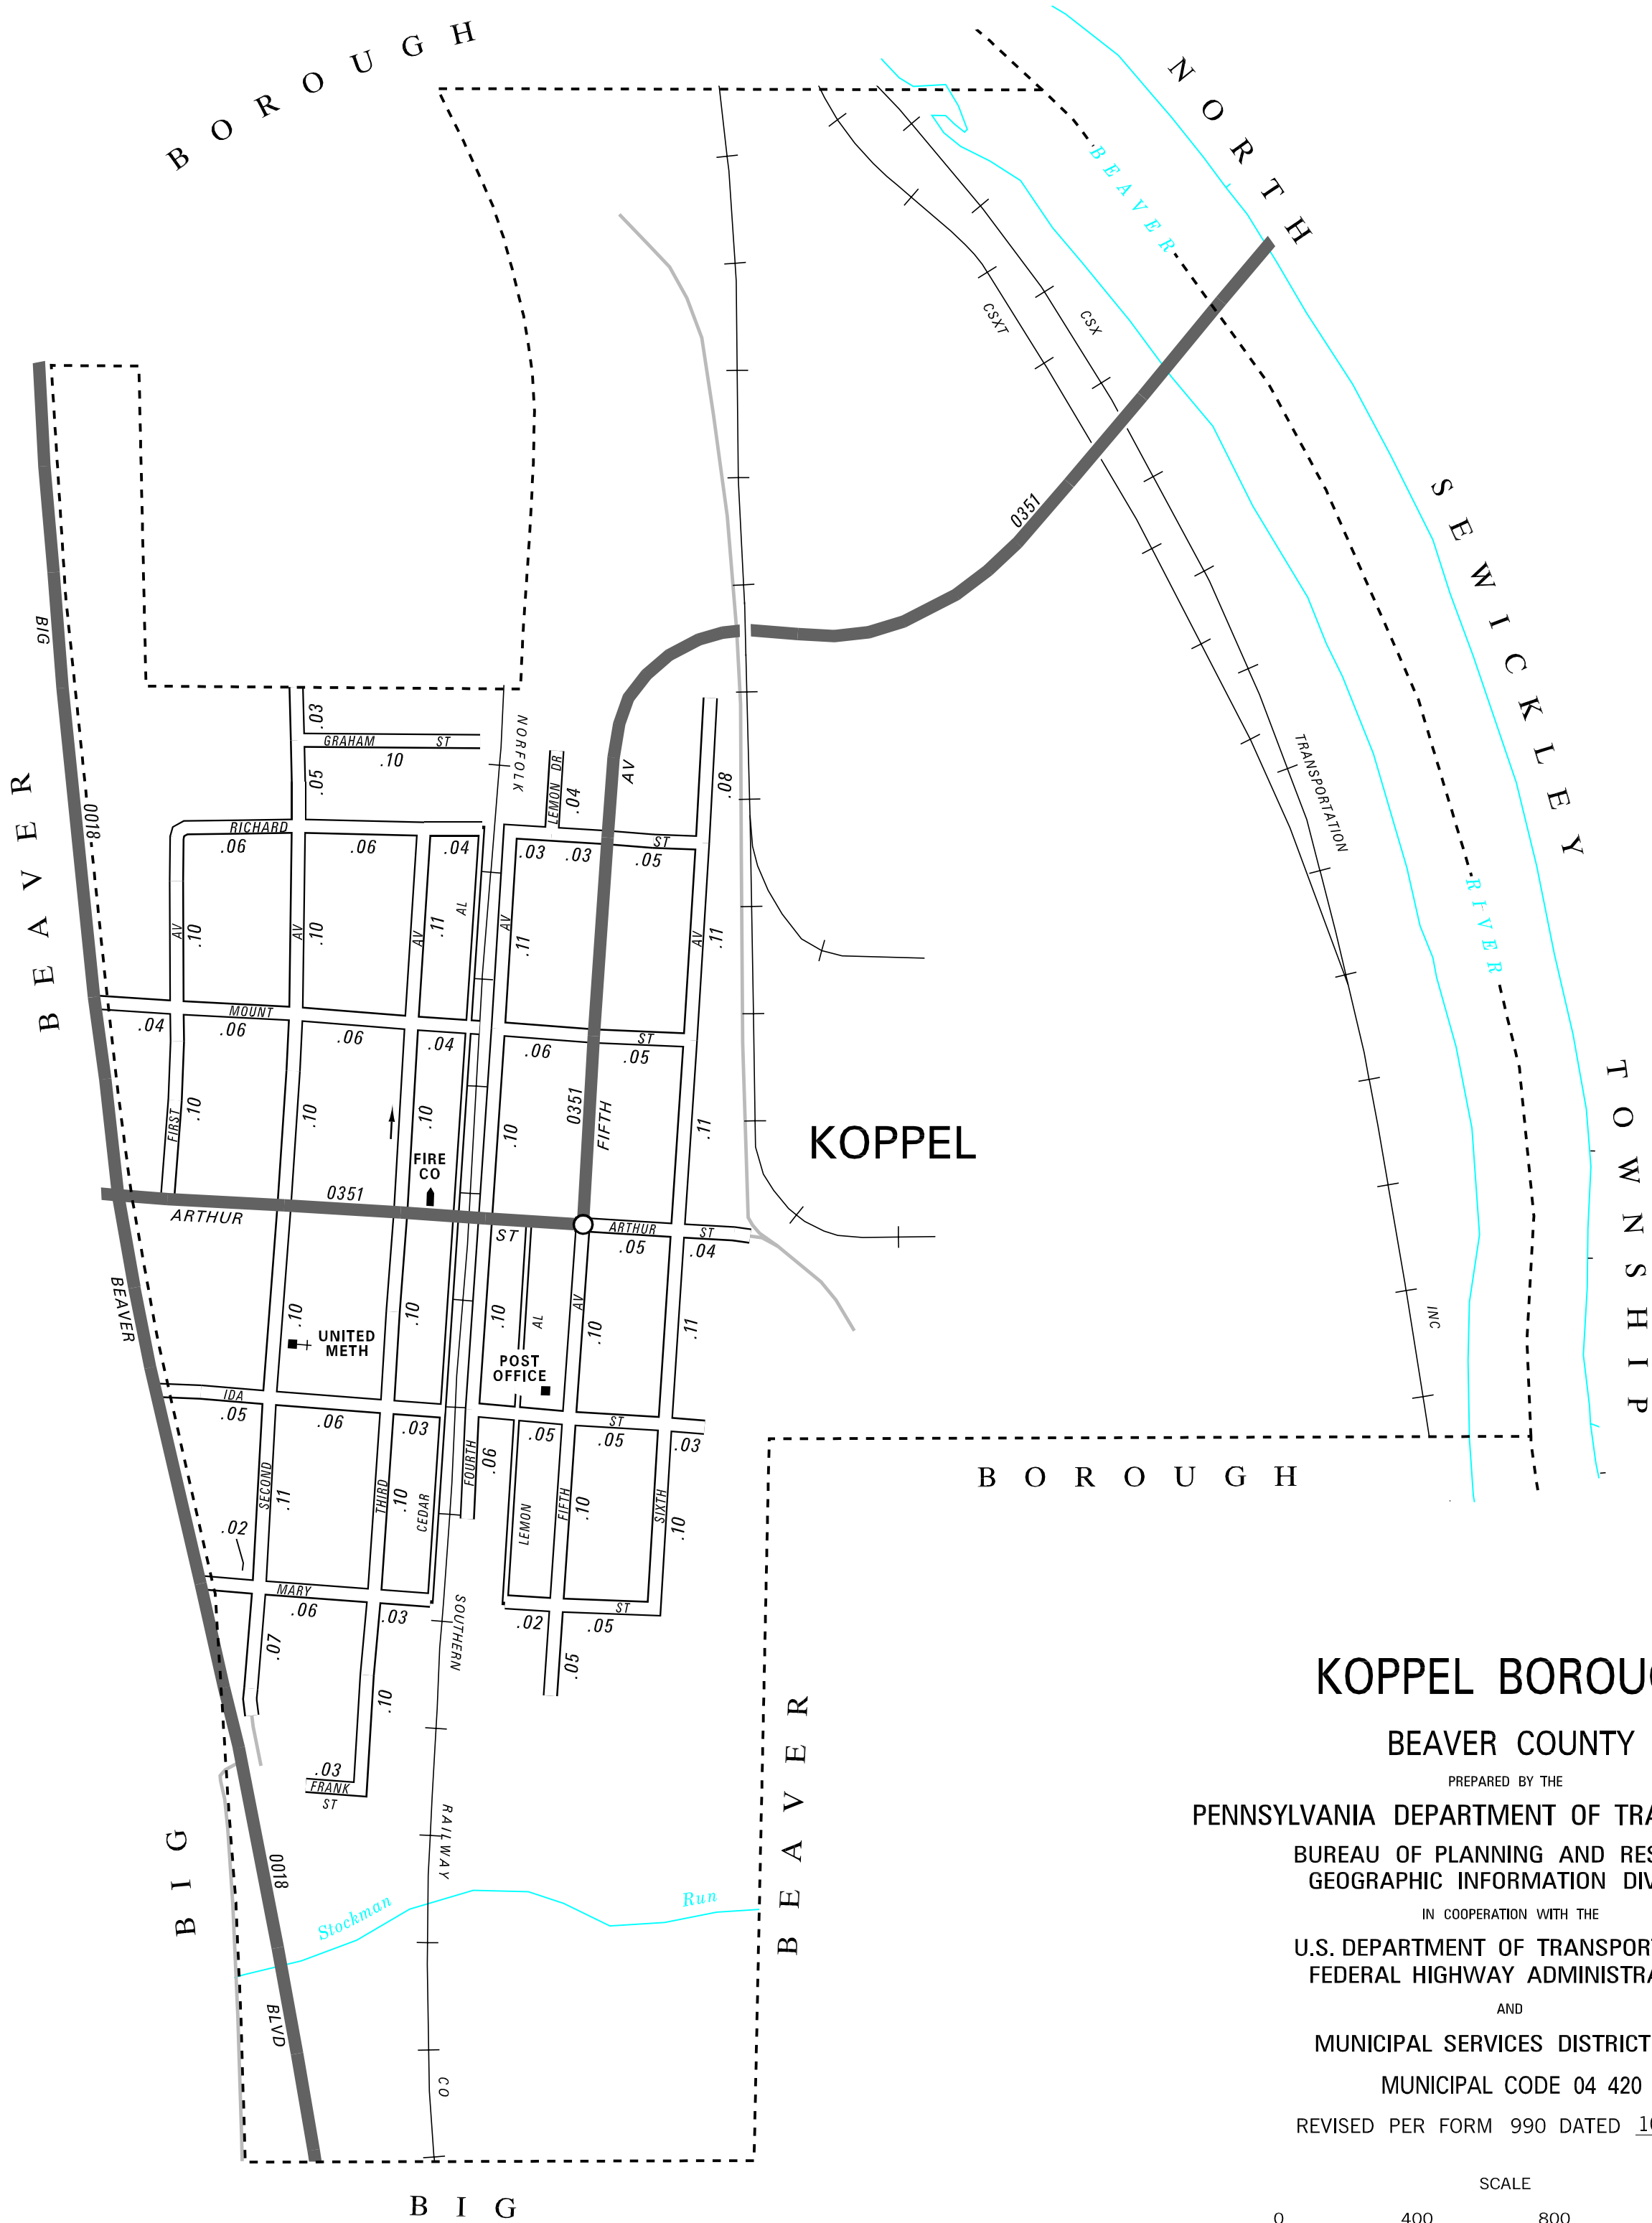 BOROUGH
NORTH
SEWICKLEY
TOWNSHIP
BEAVER
RIVER
CSXT
CSX
TRANSPORTATION
INC
0351
BIG
0018
BEAVER
BEAVER
.03
GRAHAM ST
.10
.05
NORFOLK
LEMON DR
.04
AV
.08
RICHARD ST
.06
.06
.04
.03
.03
.05
AV
.10
AV
.10
AV
.11
AL
AV
.11
AV
.11
MOUNT ST
.04
.06
.06
.04
.06
.05
FIRST
.10
.10
.10
FIRE
CO
.10
0351
FIFTH
.11
KOPPEL
0351
ARTHUR ST
ARTHUR ST
.05
.04
.10
UNITED
METH
.10
.10
AL
POST
OFFICE
AV
.10
.11
IDA ST
.05
.06
.03
.05
.05
.03
SECOND
.11
THIRD
.10
CEDAR
FOURTH
.06
LEMON
FIFTH
.10
SIXTH
.10
.02
MARY ST
.06
.03
.02
.05
.07
.10
SOUTHERN
.05
.03
FRANK
ST
RAILWAY
BIG
0018
Stockman Run
BLVD
CO
BEAVER
BOROUGH
BIG
KOPPEL BOROU
BEAVER COUNTY
PREPARED BY THE
PENNSYLVANIA DEPARTMENT OF TRA
BUREAU OF PLANNING AND RES
GEOGRAPHIC INFORMATION DIV
IN COOPERATION WITH THE
U.S. DEPARTMENT OF TRANSPOR
FEDERAL HIGHWAY ADMINISTRA
AND
MUNICIPAL SERVICES DISTRICT
MUNICIPAL CODE 04 420
REVISED PER FORM 990 DATED 1
SCALE
0 400 800